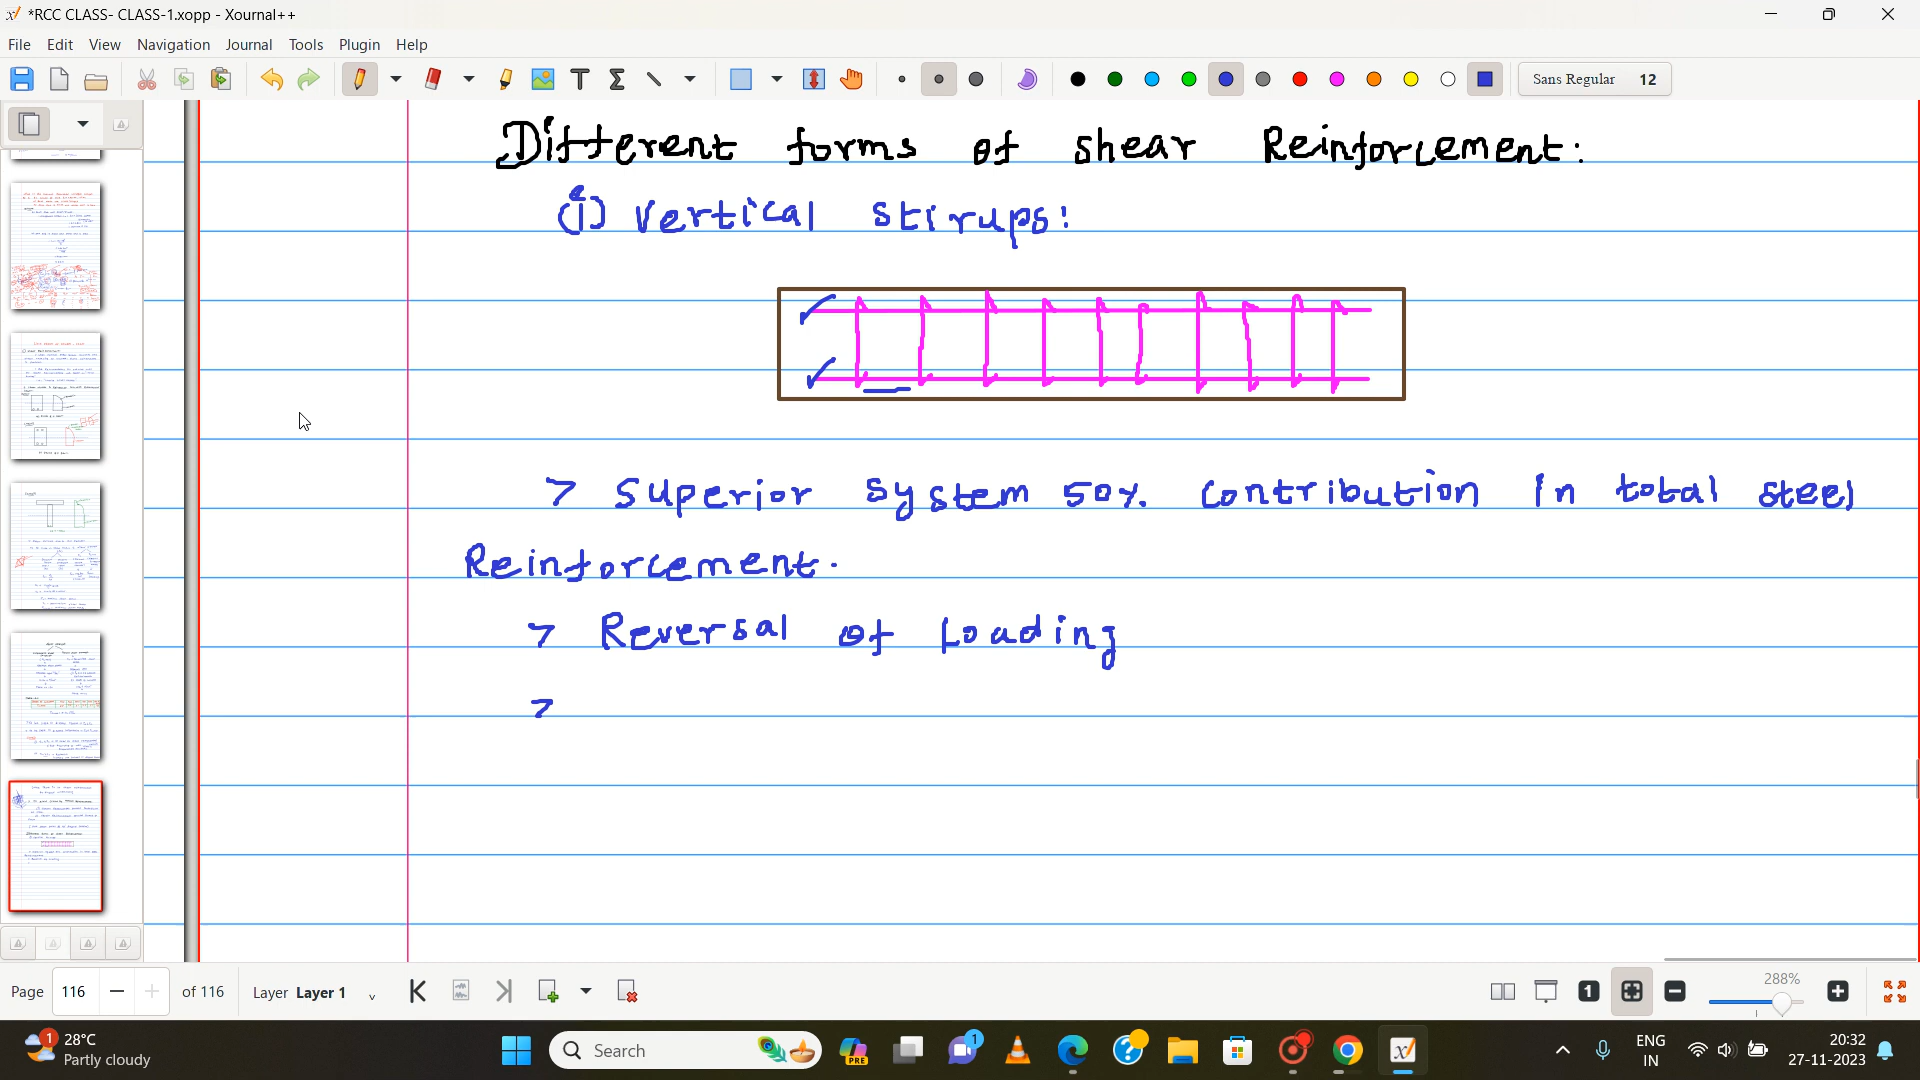 *RCC CLASS- CLASS-1.xopp - Xournal++
File Edit View Navigation Journal Tools Plugin Help
Sans Regular 12
Different forms of shear Reinforcement:
(i) Vertical stirrups:
> Superior system 50%. Contribution In total steel
Reinforcement.
> Reversal of Loading
>
Page 116 of 116 Layer Layer 1 288%
28°C
Partly cloudy
Search
PRE
ENG
IN
20:32
27-11-2023